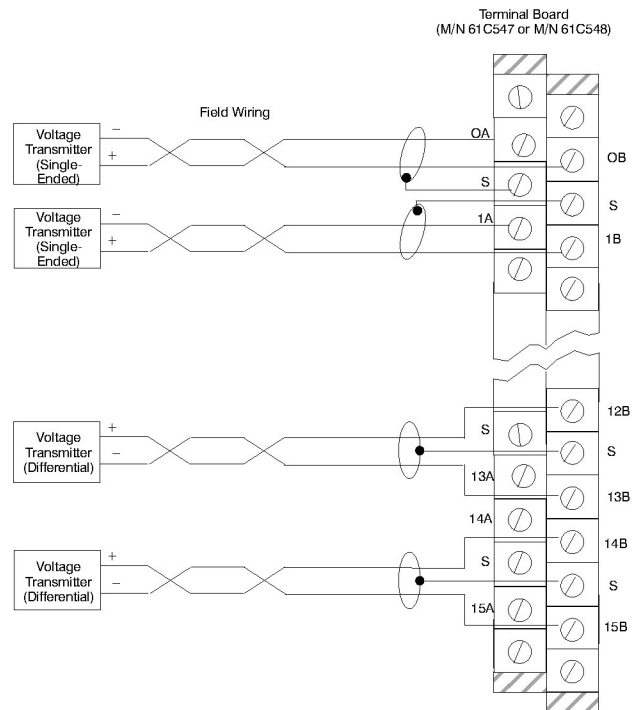 Terminal Board
(M/N 61C547 or M/N 61C548)
Field Wiring
Voltage
Transmitter
(Single-
Ended)
−
+
OA
OB
S
S
Voltage
Transmitter
(Single-
Ended)
−
+
1A
1B
12B
Voltage
Transmitter
(Differential)
+
−
S
S
13A
13B
14A
14B
Voltage
Transmitter
(Differential)
+
−
S
S
15A
15B